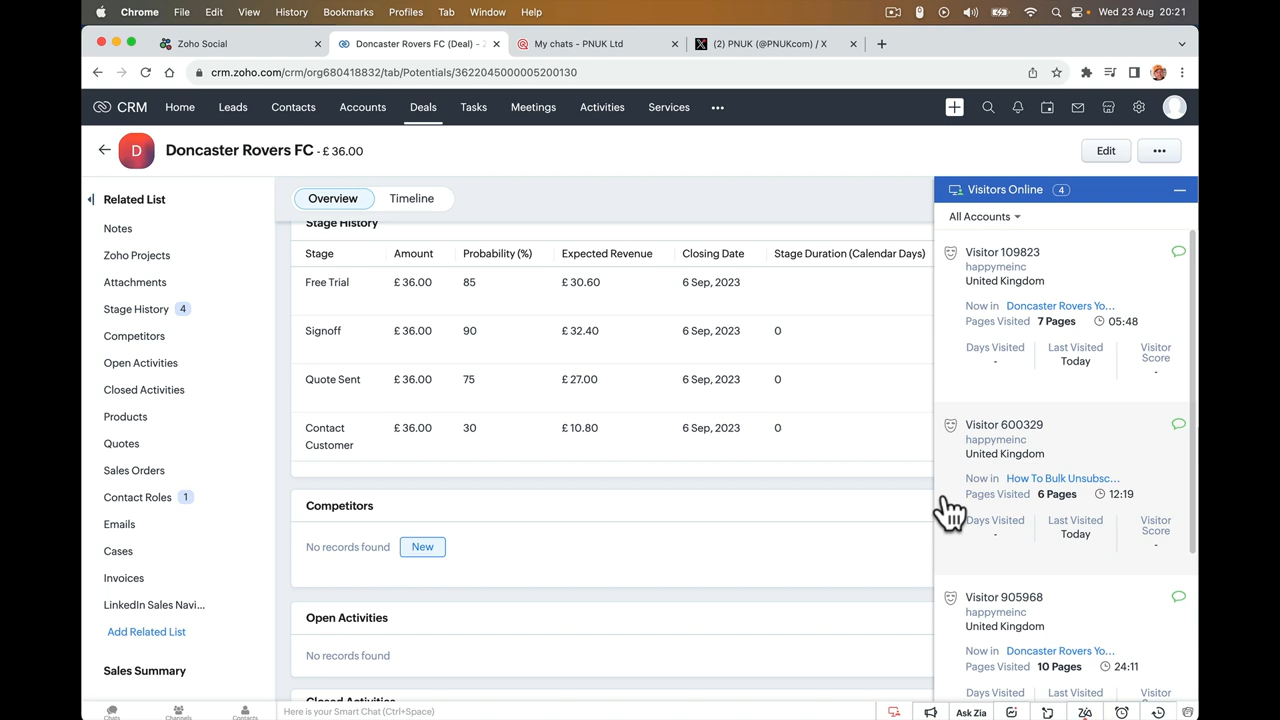 Chrome File Edit View History Bookmarks Profiles Tab Window Help Wed 23 Aug 20:21
Zoho Social Doncaster Rovers FC (Deal) - 2 My chats - PNUK Ltd (2) PNUK (@PNUKcom) / X
crm.zoho.com/crm/org680418832/tab/Potentials/3622045000005200130
CRM Home Leads Contacts Accounts Deals Tasks Meetings Activities Services
D Doncaster Rovers FC - £ 36.00 Edit
Related List
Notes
Zoho Projects
Attachments
Stage History 4
Competitors
Open Activities
Closed Activities
Products
Quotes
Sales Orders
Contact Roles 1
Emails
Cases
Invoices
LinkedIn Sales Navi...
Add Related List
Sales Summary
Overview Timeline
Stage History
Stage Amount Probability (%) Expected Revenue Closing Date Stage Duration (Calendar Days)
Free Trial £ 36.00 85 £ 30.60 6 Sep, 2023
Signoff £ 36.00 90 £ 32.40 6 Sep, 2023 0
Quote Sent £ 36.00 75 £ 27.00 6 Sep, 2023 0
Contact Customer £ 36.00 30 £ 10.80 6 Sep, 2023 0
Competitors
No records found New
Open Activities
No records found
Closed Activities
Visitors Online 4
All Accounts
Visitor 109823
happymeinc
United Kingdom
Now in Doncaster Rovers Yo...
Pages Visited 7 Pages 05:48
Days Visited Last Visited Visitor Score
- Today -
Visitor 600329
happymeinc
United Kingdom
Now in How To Bulk Unsubsc...
Pages Visited 6 Pages 12:19
Days Visited Last Visited Visitor Score
- Today -
Visitor 905968
happymeinc
United Kingdom
Now in Doncaster Rovers Yo...
Pages Visited 10 Pages 24:11
Days Visited Last Visited Visitor
Chats Channels Contacts Here is your Smart Chat (Ctrl+Space) Ask Zia